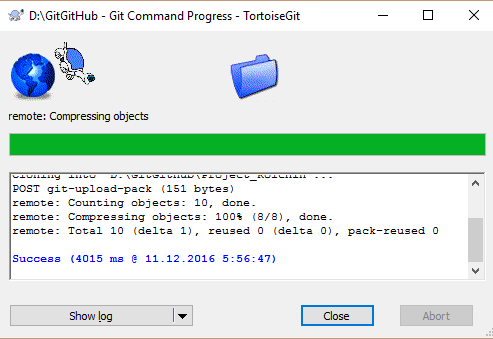 D:\GitGitHub - Git Command Progress - TortoiseGit
remote: Compressing objects
Cloning into 'D:\GitGithub\Project_Kolchin'...
POST git-upload-pack (151 bytes)
remote: Counting objects: 10, done.
remote: Compressing objects: 100% (8/8), done.
remote: Total 10 (delta 1), reused 0 (delta 0), pack-reused 0
Success (4015 ms @ 11.12.2016 5:56:47)
Show log
Close
Abort